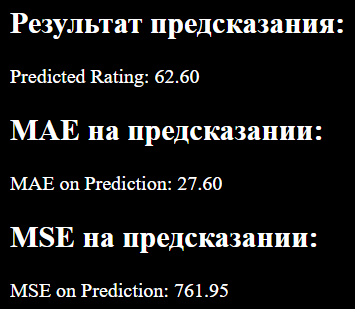 Результат предсказания:
Predicted Rating: 62.60
MAE на предсказании:
MAE on Prediction: 27.60
MSE на предсказании:
MSE on Prediction: 761.95